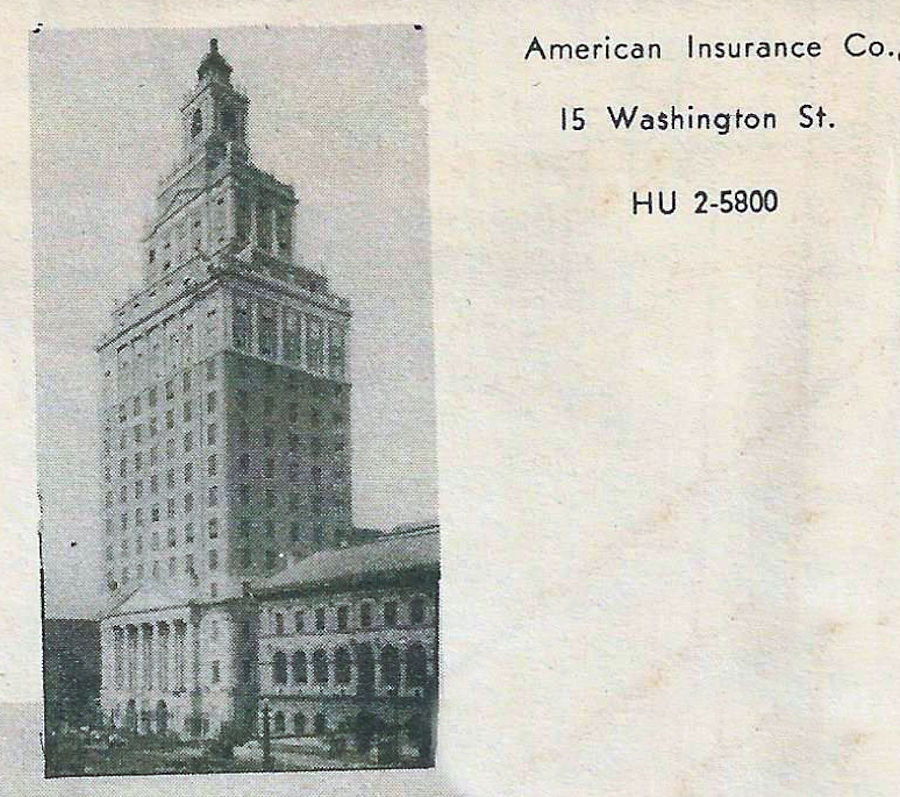 American Insurance Co.,
15 Washington St.
HU 2-5800